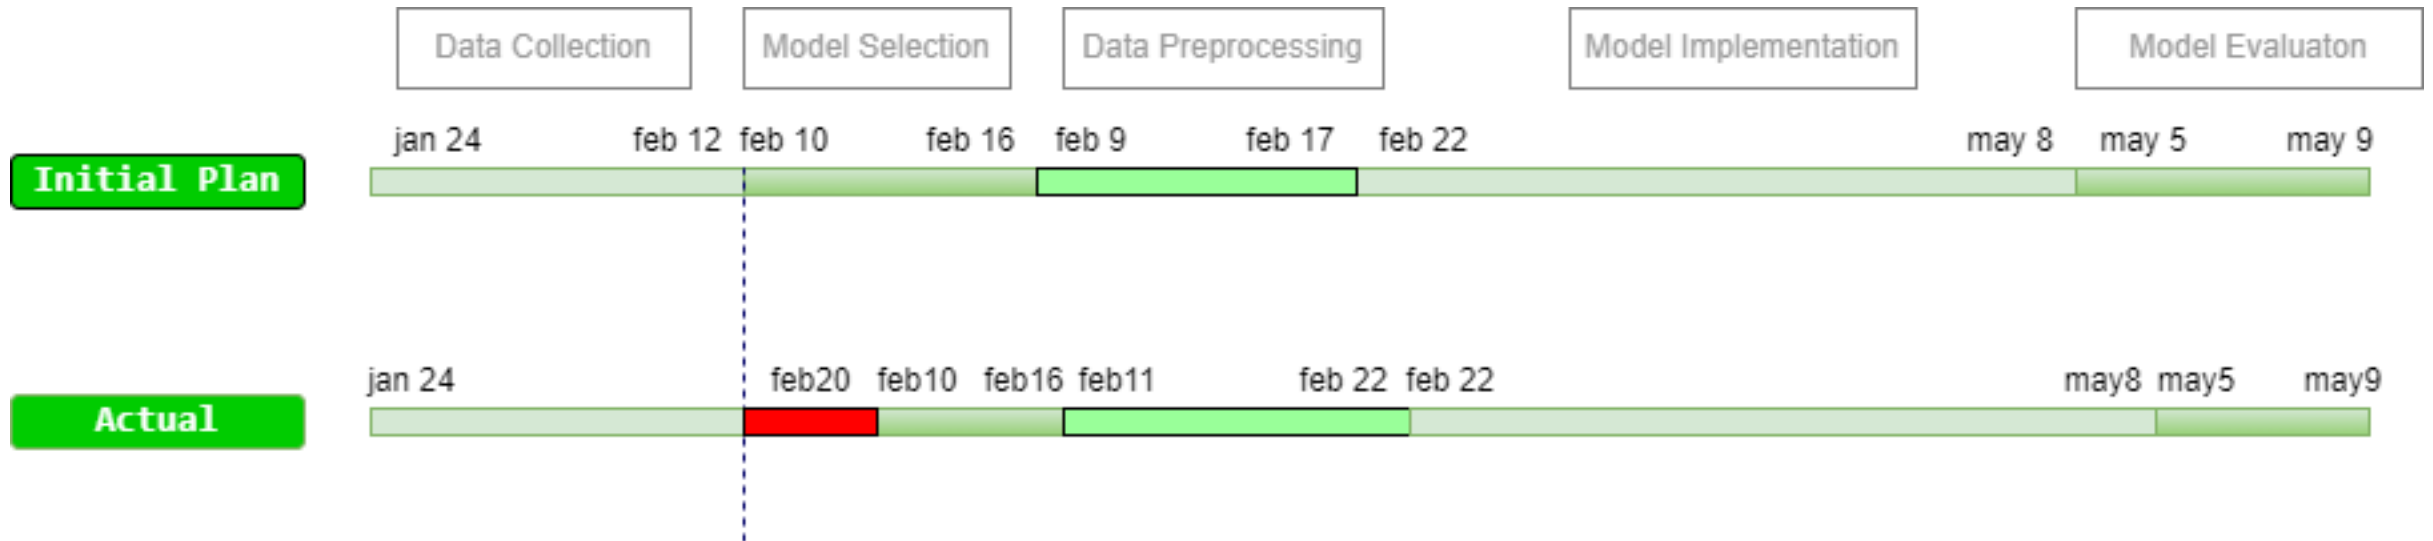 Data Collection
Model Selection
Data Preprocessing
Model Implementation
Model Evaluaton
jan 24 feb 12 feb 10 feb 16 feb 9 feb 17 feb 22 may 8 may 5 may 9
Initial Plan
jan 24 feb20 feb10 feb16 feb11 feb 22 feb 22 may8 may5 may9
Actual